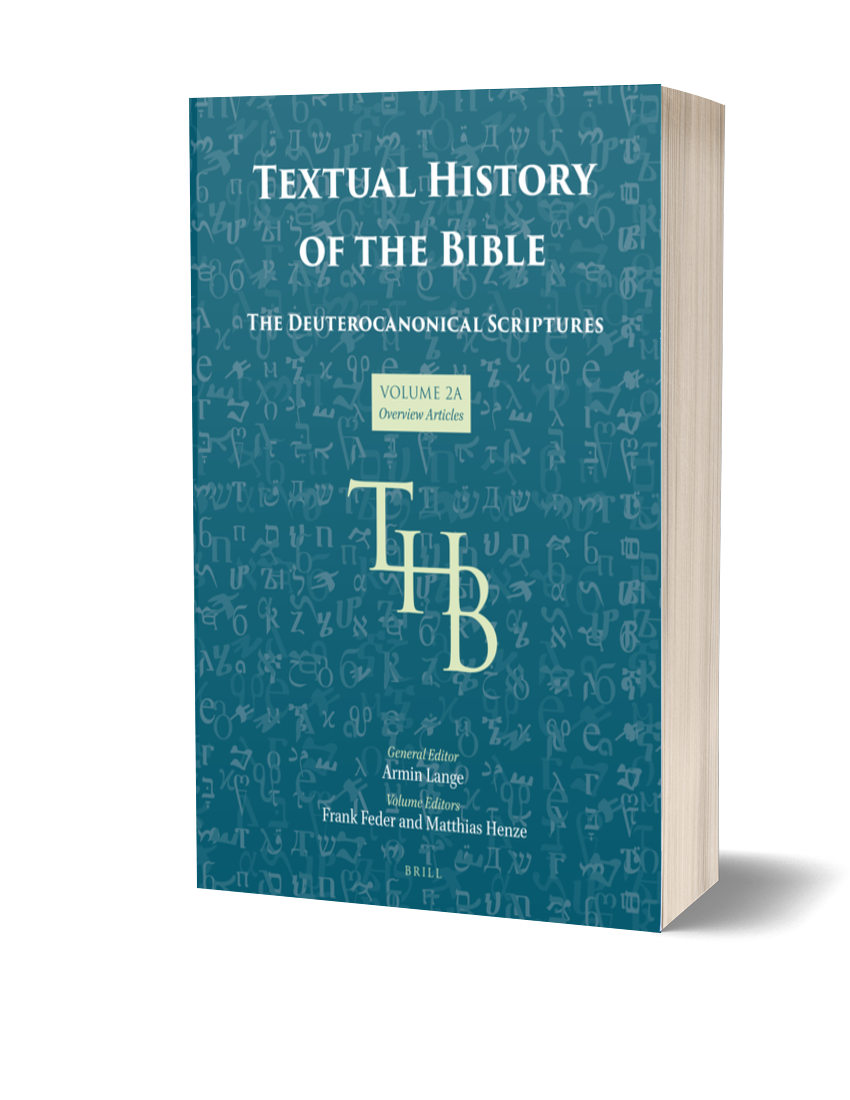 TEXTUAL HISTORY
OF THE BIBLE
THE DEUTEROCANONICAL SCRIPTURES
VOLUME 2A
Overview Articles
THB
General Editor
Armin Lange
Volume Editors
Frank Feder and Matthias Henze
BRILL